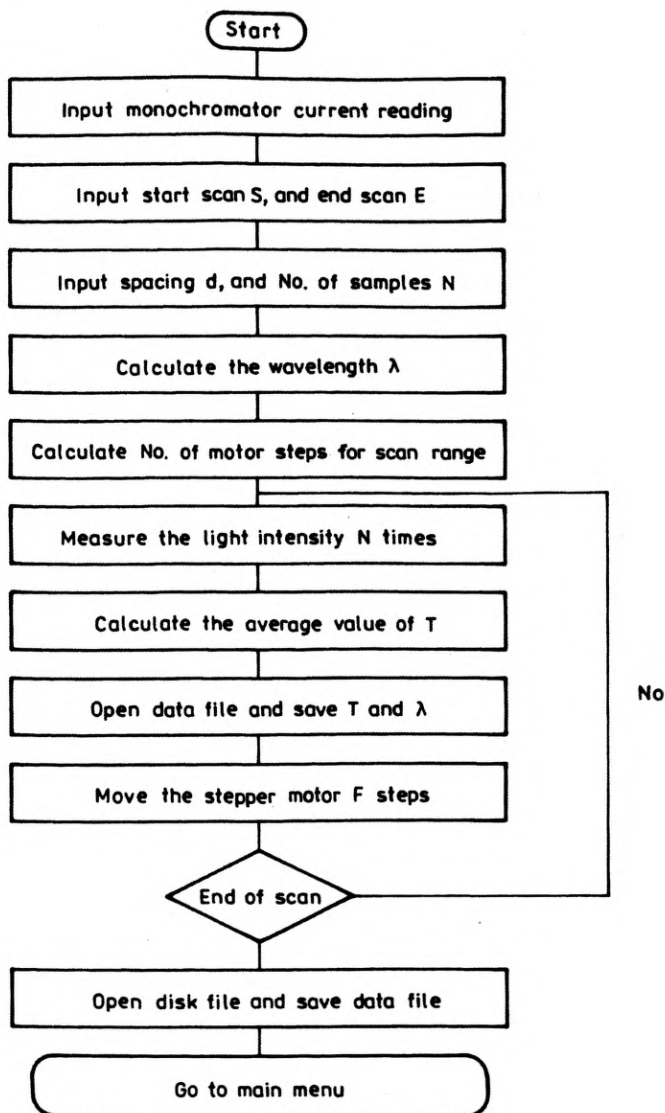 Start
Input monochromator current reading
Input start scan S, and end scan E
Input spacing d, and No. of samples N
Calculate the wavelength λ
Calculate No. of motor steps for scan range
Measure the light intensity N times
Calculate the average value of T
Open data file and save T and λ
No
Move the stepper motor F steps
End of scan
Open disk file and save data file
Go to main menu